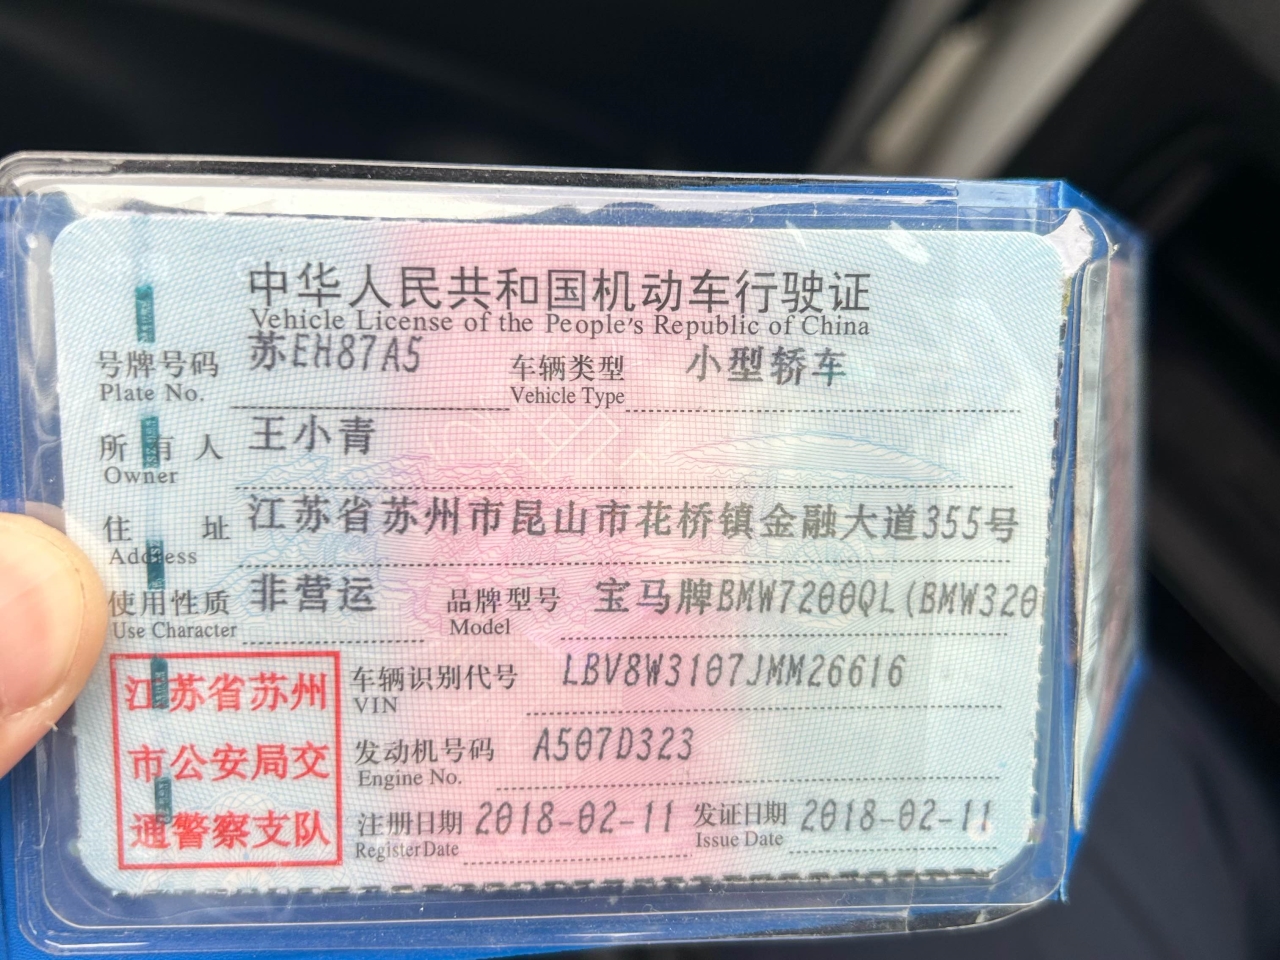 中华人民共和国机动车行驶证
Vehicle License of the People's Republic of China
号牌号码 苏EH87A5 车辆类型 小型轿车
Plate No. Vehicle Type
所有人 王小青
Owner
住址 江苏省苏州市昆山市花桥镇金融大道355号
Address
使用性质 非营运 品牌型号 宝马牌BMW7200QL(BMW320
Use Character Model
江苏省苏州
市公安局交
通警察支队
车辆识别代号 LBV8W3107JMM26616
VIN
发动机号码 A507D323
Engine No.
注册日期 2018-02-11 发证日期 2018-02-11
Register Date Issue Date